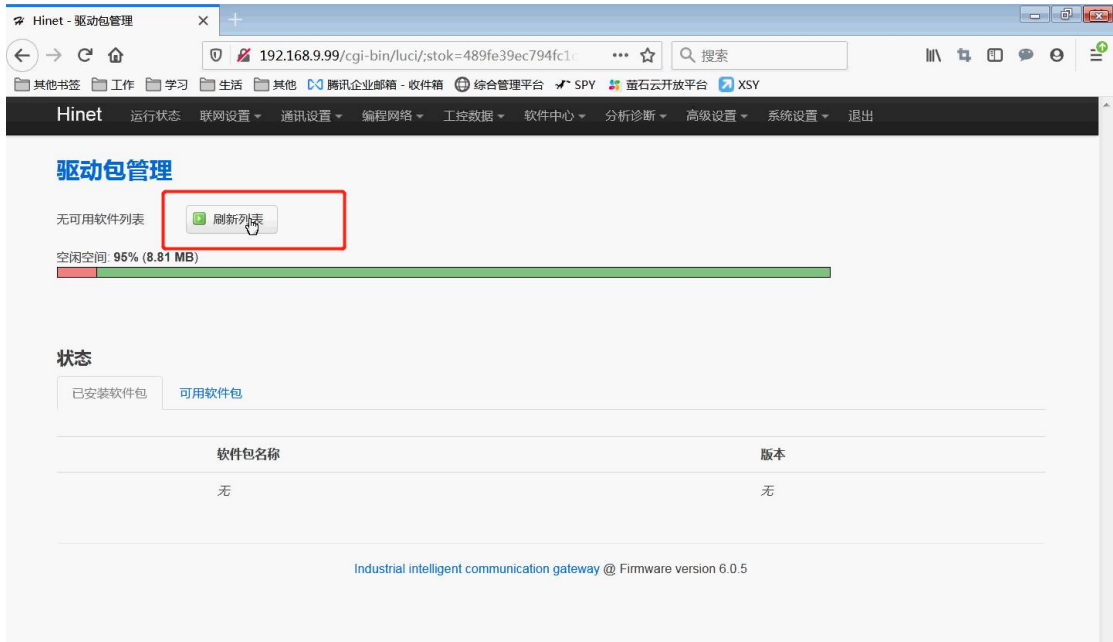 Hinet - 驱动包管理
192.168.9.99/cgi-bin/luci/;stok=489fe39ec794fc1
搜索
其他书签 工作 学习 生活 其他 腾讯企业邮箱 - 收件箱 综合管理平台 SPY 萤石云开放平台 XSY
Hinet 运行状态 联网设置 通讯设置 编程网络 工控数据 软件中心 分析诊断 高级设置 系统设置 退出
驱动包管理
无可用软件列表 刷新列表
空闲空间: 95% (8.81 MB)
状态
已安装软件包 可用软件包
软件包名称 版本
无 无
Industrial intelligent communication gateway @ Firmware version 6.0.5